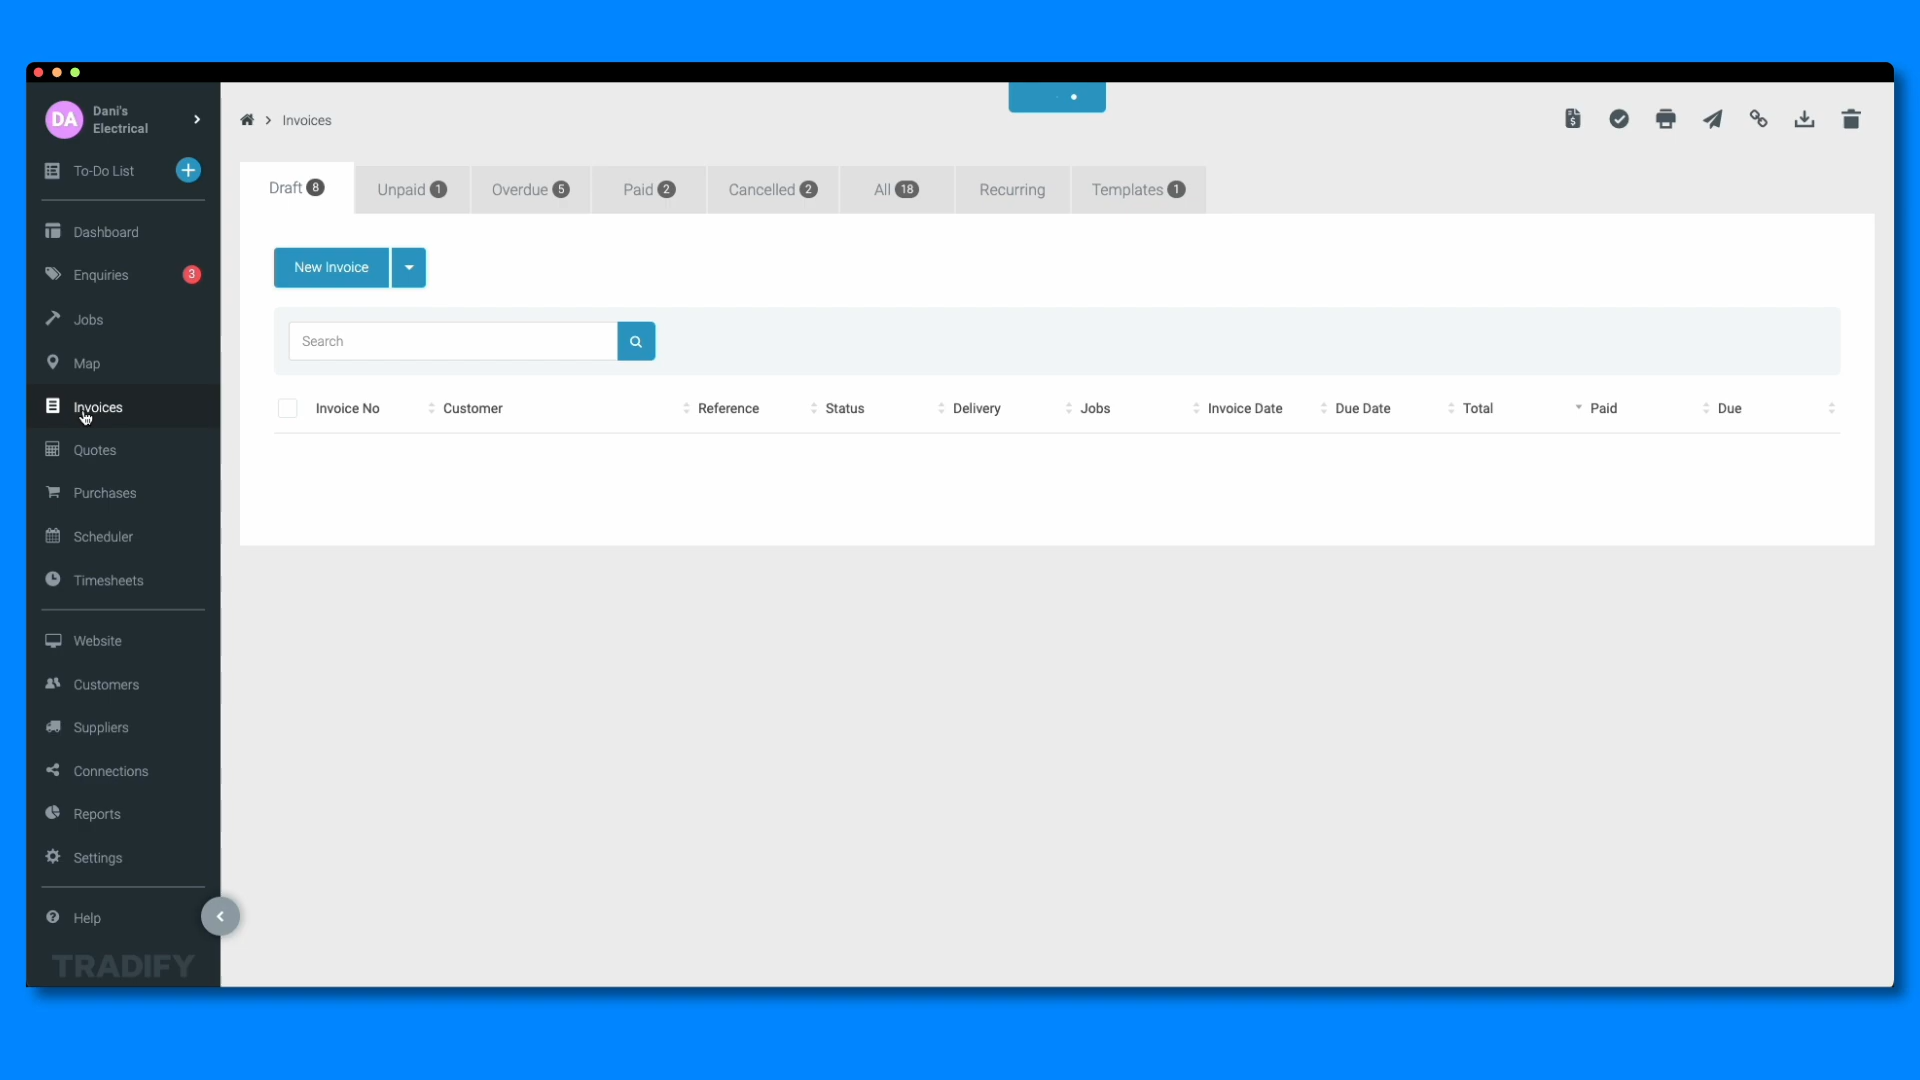 DA
Dani's
Electrical
Invoices
To-Do List
Draft 8
Unpaid 1
Overdue 5
Paid 2
Cancelled 2
All 18
Recurring
Templates 1
Dashboard
Enquiries 3
Jobs
Map
Invoices
Quotes
Purchases
Scheduler
Timesheets
Website
Customers
Suppliers
Connections
Reports
Settings
Help
TRADIFY
New Invoice
Search
Invoice No
Customer
Reference
Status
Delivery
Jobs
Invoice Date
Due Date
Total
Paid
Due